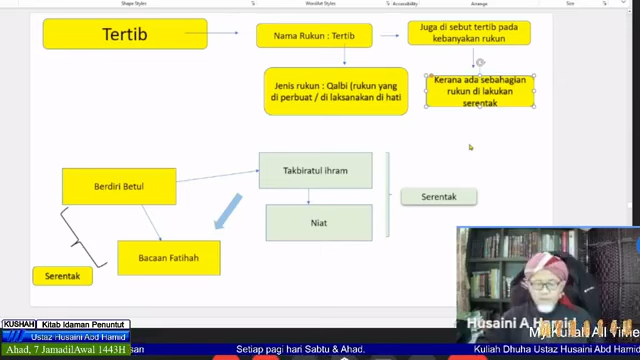 Shape Styles
WordArt Styles
Accessibility
Arrange
Size
Tertib
Nama Rukun : Tertib
Juga di sebut tertib pada
kebanyakan rukun
Jenis rukun : Qalbi (rukun yang
di perbuat / di laksanakan di hati
Kerana ada sebahagian
rukun di lakukan
serentak
Berdiri Betul
Takbiratul ihram
Serentak
Niat
Bacaan Fatihah
Serentak
Husaini A Hamid
KUSHAH Kitab Idaman Penuntut
Ustaz Husaini Abd Hamid
Ahad, 7 JamadilAwal 1443H
Setiap pagi hari Sabtu & Ahad.
Kuliah Dhuha Ustaz Husaini Abd Hamid